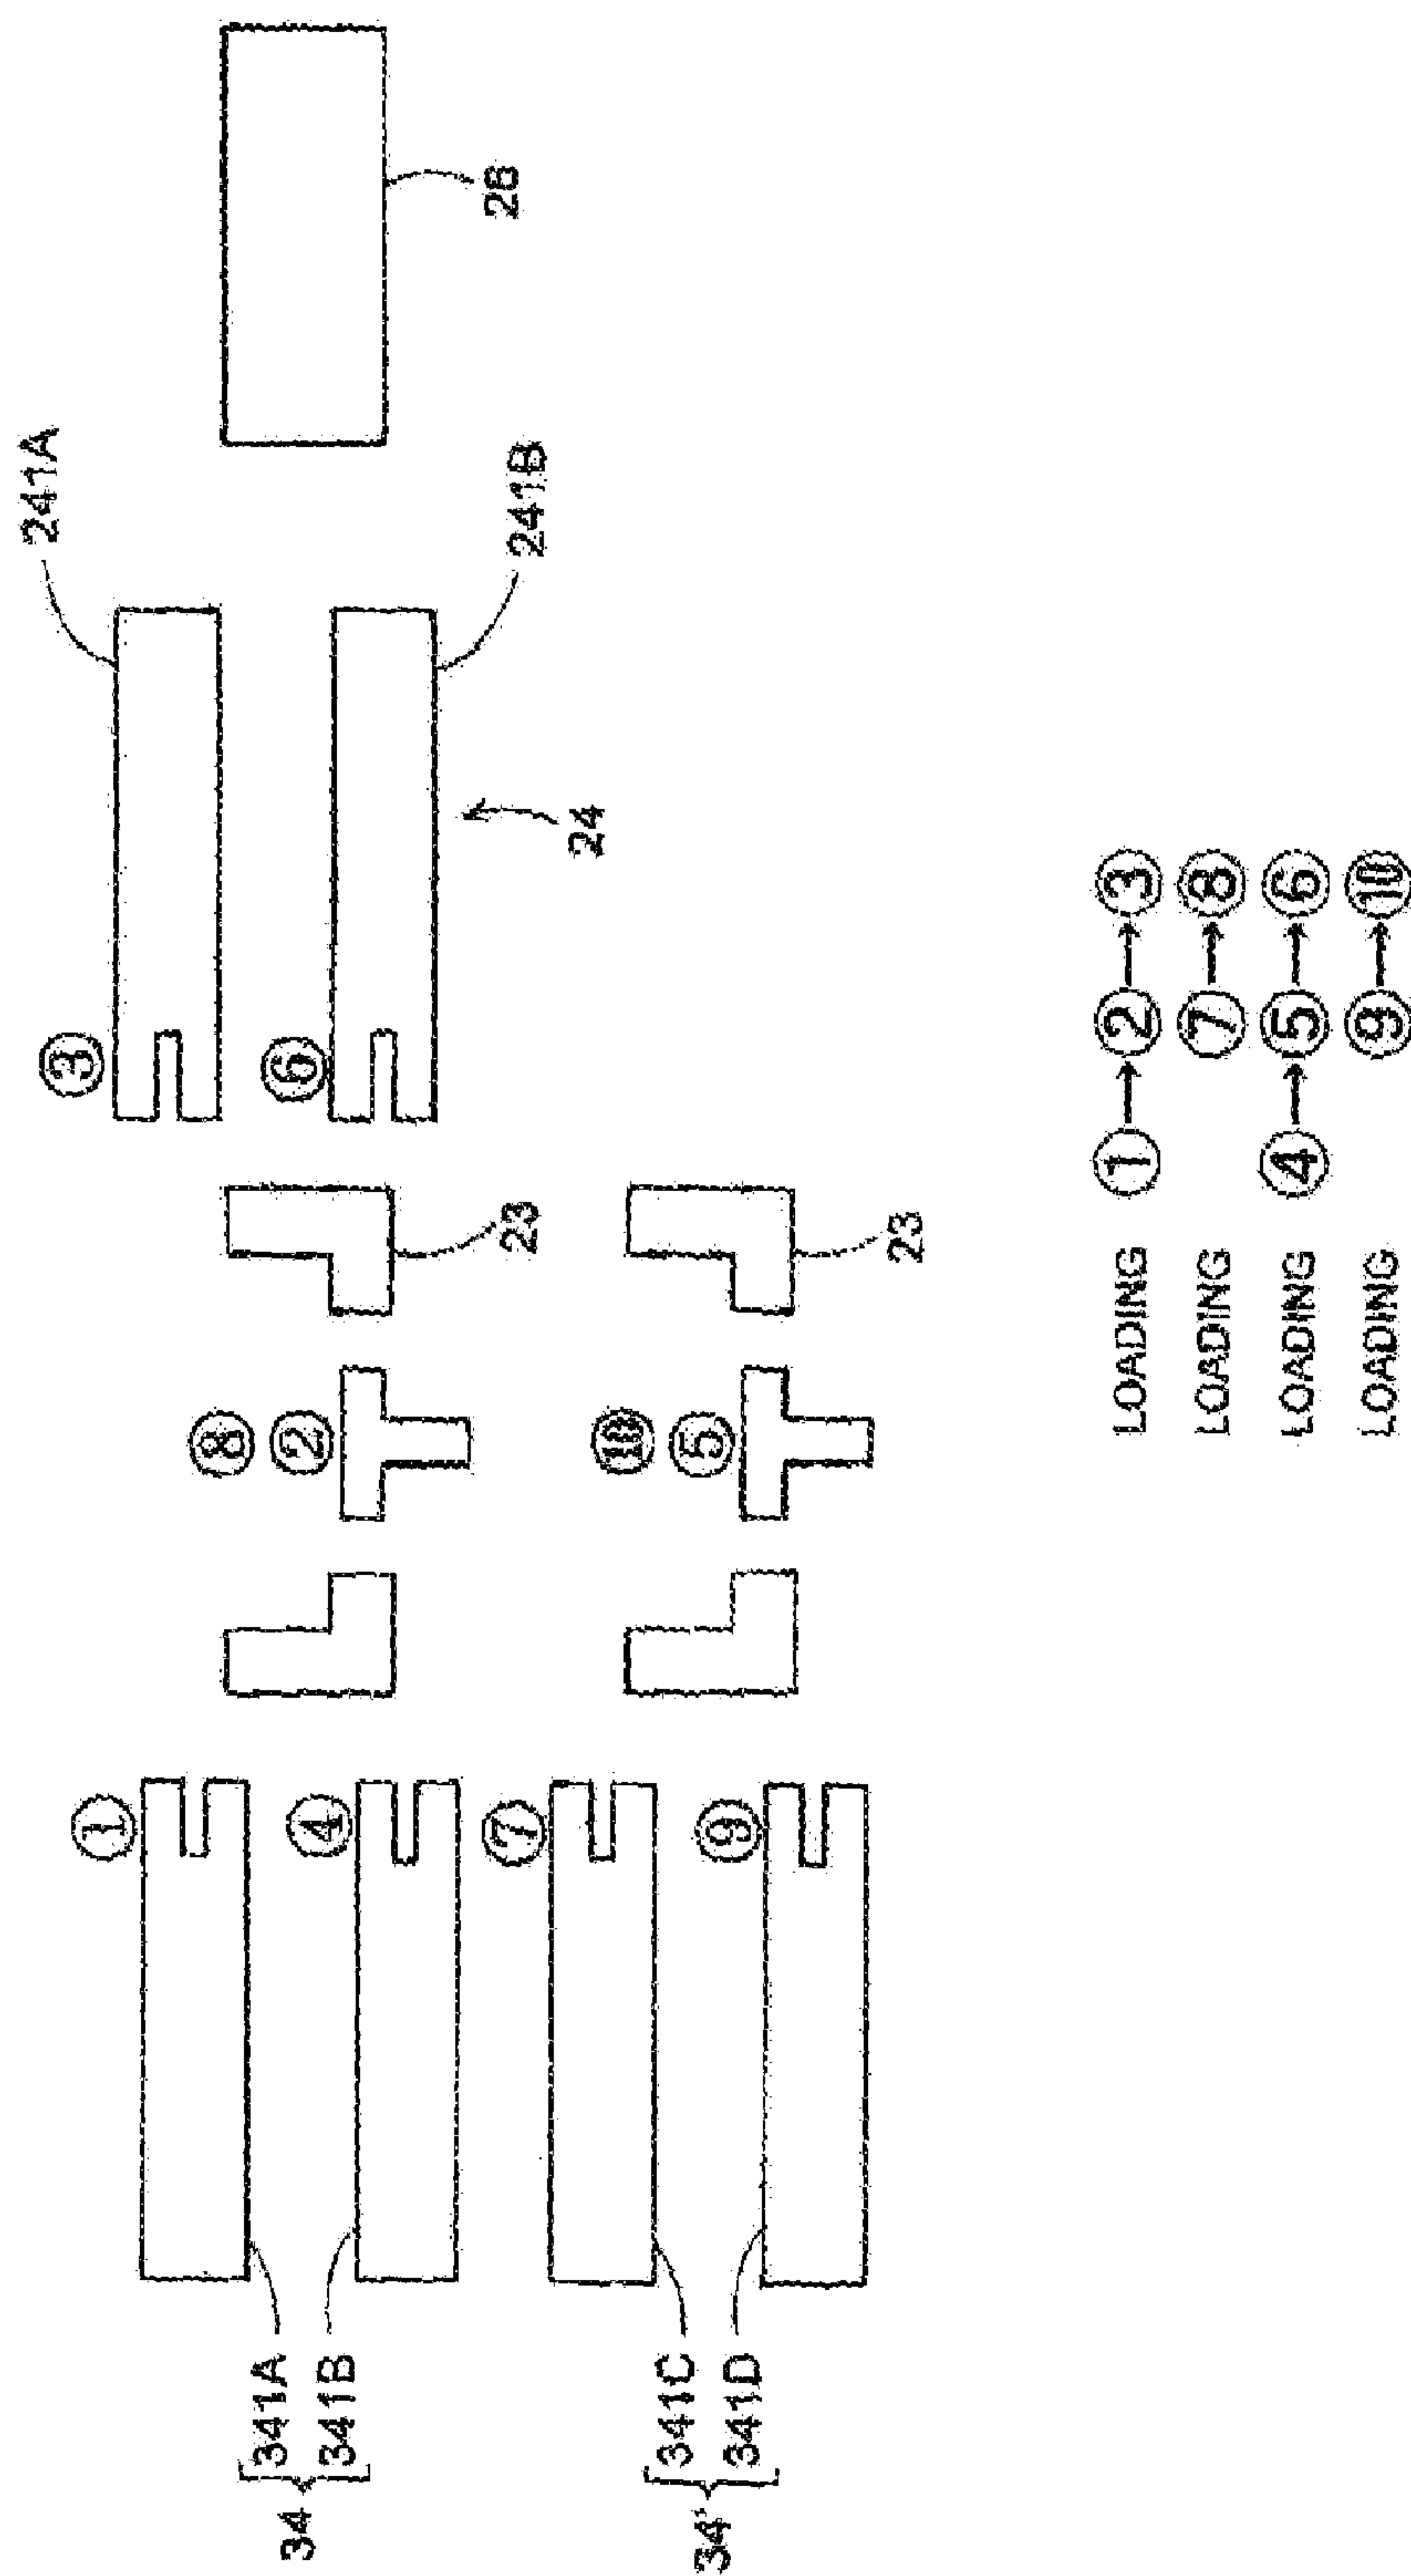 241A
241B
26
24
③
⑥
23
23
⑧
②
⑩
⑤
①
④
⑦
⑨
341A
341B
34
341C
341D
34'
LOADING ①→②→③
LOADING ⑦→⑧
LOADING ④→⑤→⑥
LOADING ⑨→⑩